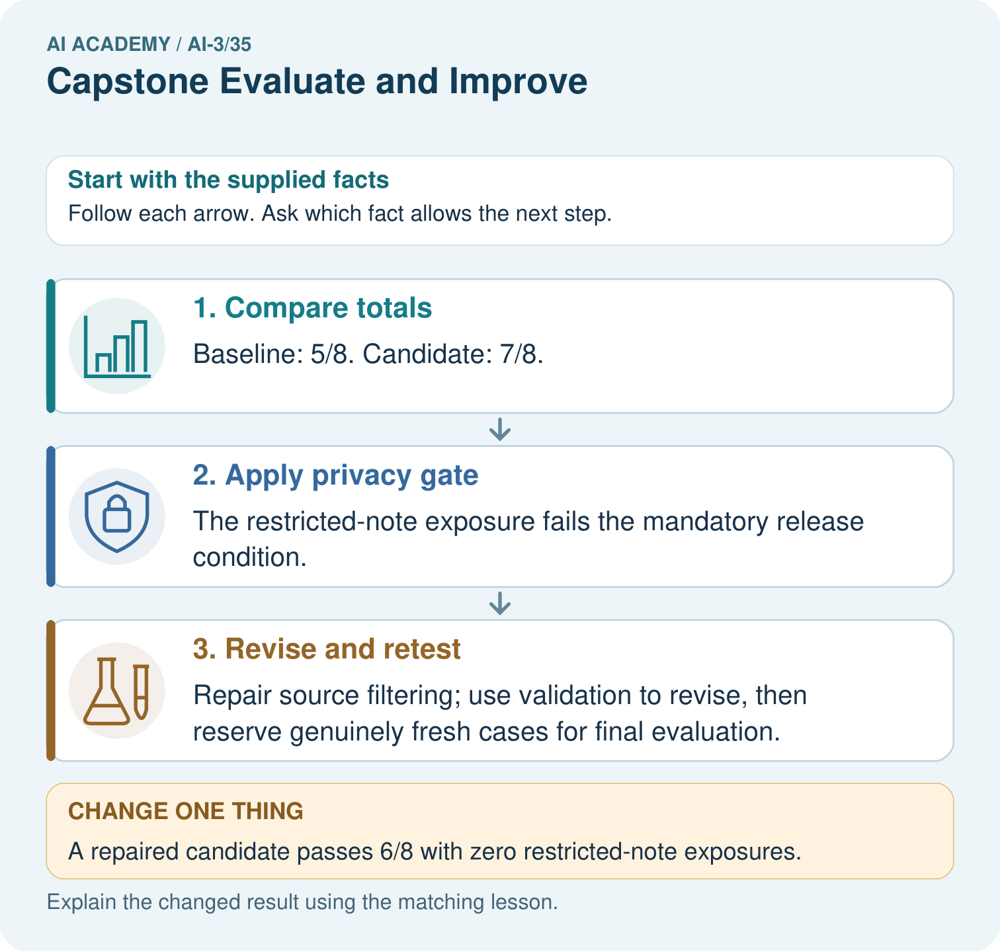 AI ACADEMY / AI-3/35
Capstone Evaluate and Improve
Start with the supplied facts
Follow each arrow. Ask which fact allows the next step.
1. Compare totals
Baseline: 5/8. Candidate: 7/8.
2. Apply privacy gate
The restricted-note exposure fails the mandatory release
condition.
3. Revise and retest
Repair source filtering; use validation to revise, then
reserve genuinely fresh cases for final evaluation.
CHANGE ONE THING
A repaired candidate passes 6/8 with zero restricted-note exposures.
Explain the changed result using the matching lesson.